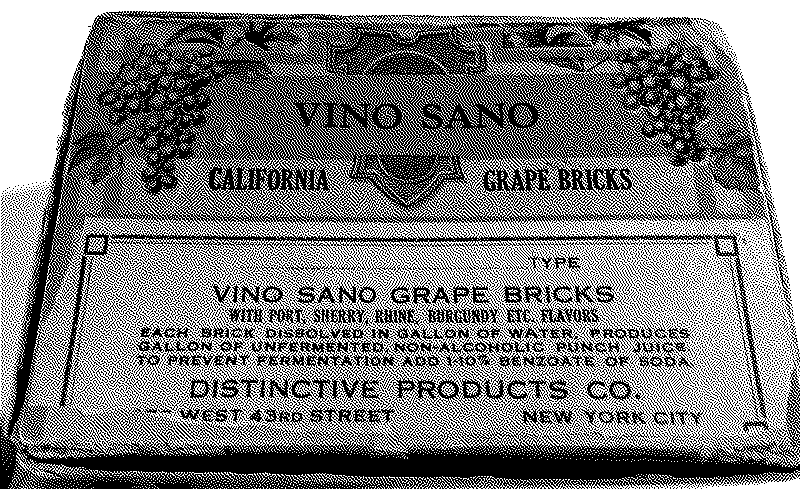 VINO SANO
CALIFORNIA GRAPE BRICKS
TYPE
VINO SANO GRAPE BRICKS
WITH PORT, SHERRY, RHINE, BURGUNDY ETC. FLAVORS
EACH BRICK DISSOLVED IN GALLON OF WATER, PRODUCES
GALLON OF UNFERMENTED, NON-ALCOHOLIC PUNCH JUICE
TO PREVENT FERMENTATION ADD 1-10% BENZOATE OF SODA
DISTINCTIVE PRODUCTS CO.
WEST 43RD STREET NEW YORK CITY